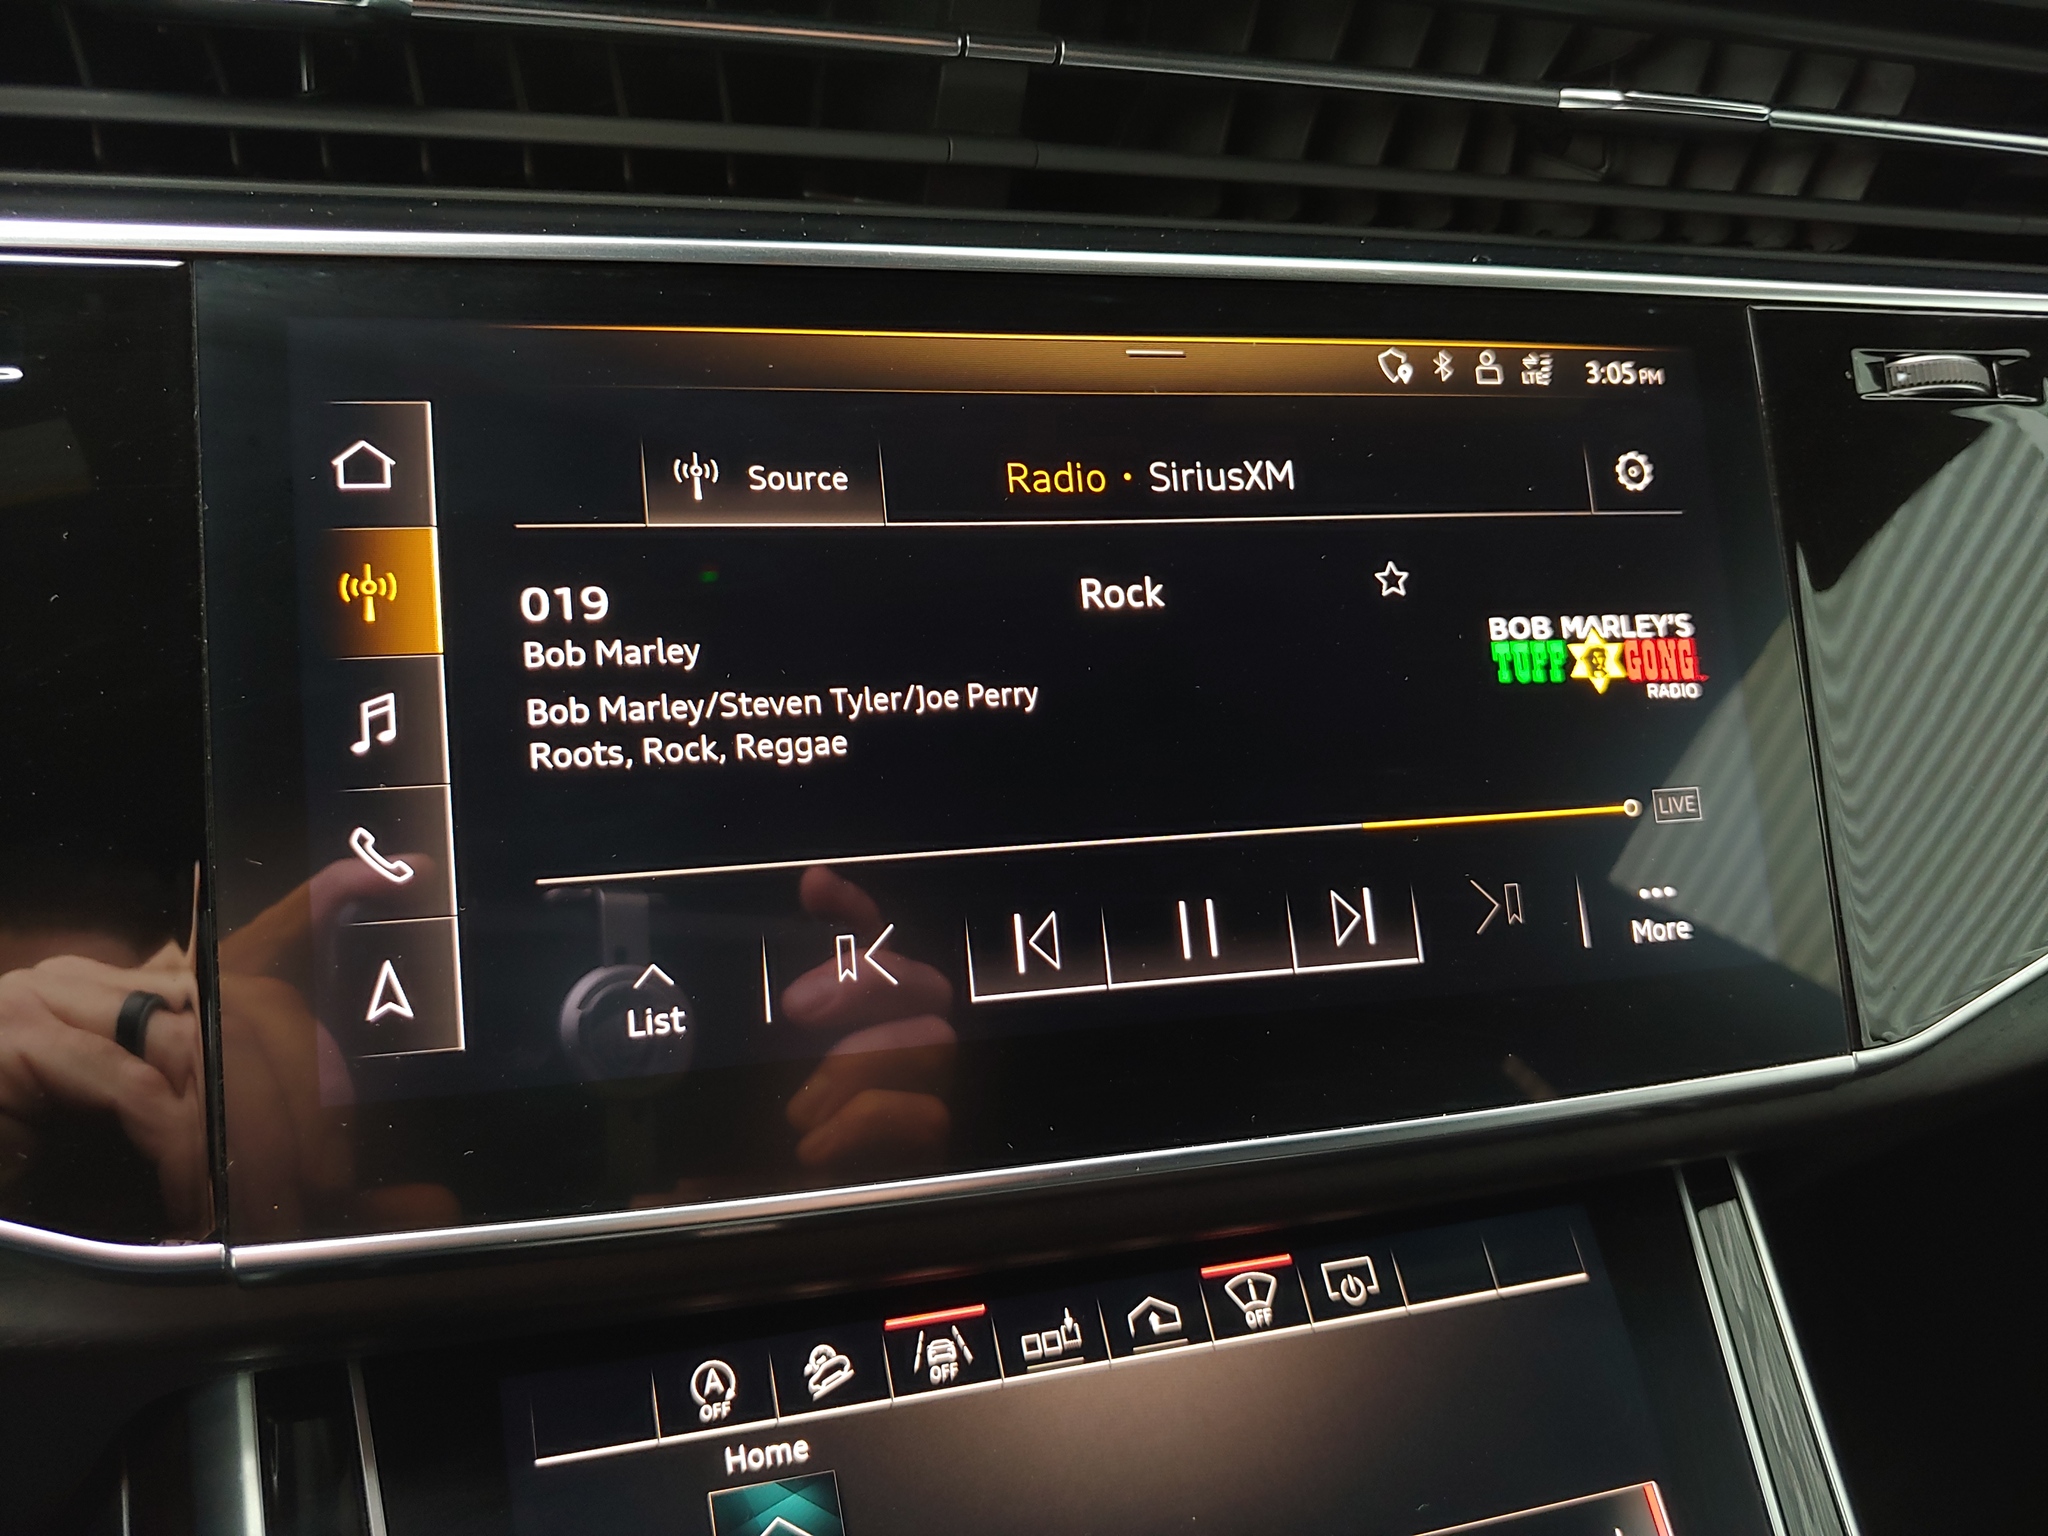 LTE 3:05 PM
Source
Radio • SiriusXM
019
Rock
Bob Marley
Bob Marley/Steven Tyler/Joe Perry
Roots, Rock, Reggae
BOB MARLEY'S
TUFF GONG
RADIO
LIVE
List
More
A
OFF
OFF
OFF
Home